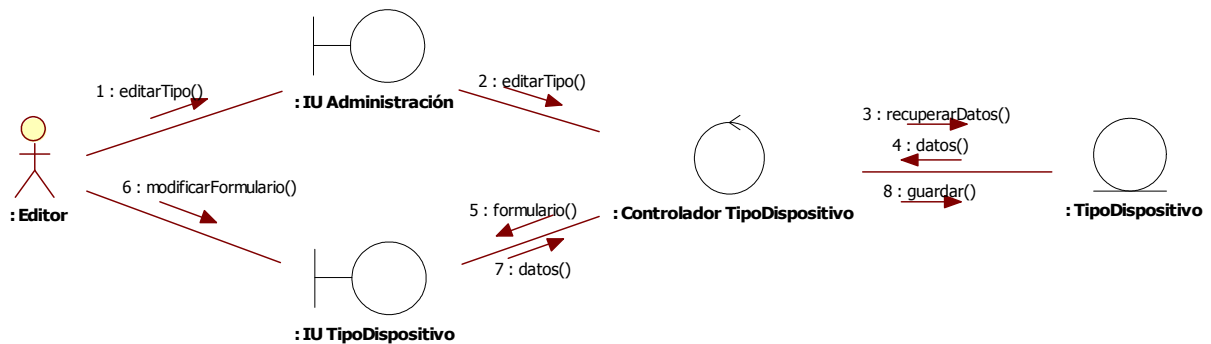 1 : editarTipo()
2 : editarTipo()
: IU Administración
3 : recuperarDatos()
4 : datos()
6 : modificarFormulario()
5 : formulario()
8 : guardar()
: Editor
: Controlador TipoDispositivo
: TipoDispositivo
7 : datos()
: IU TipoDispositivo